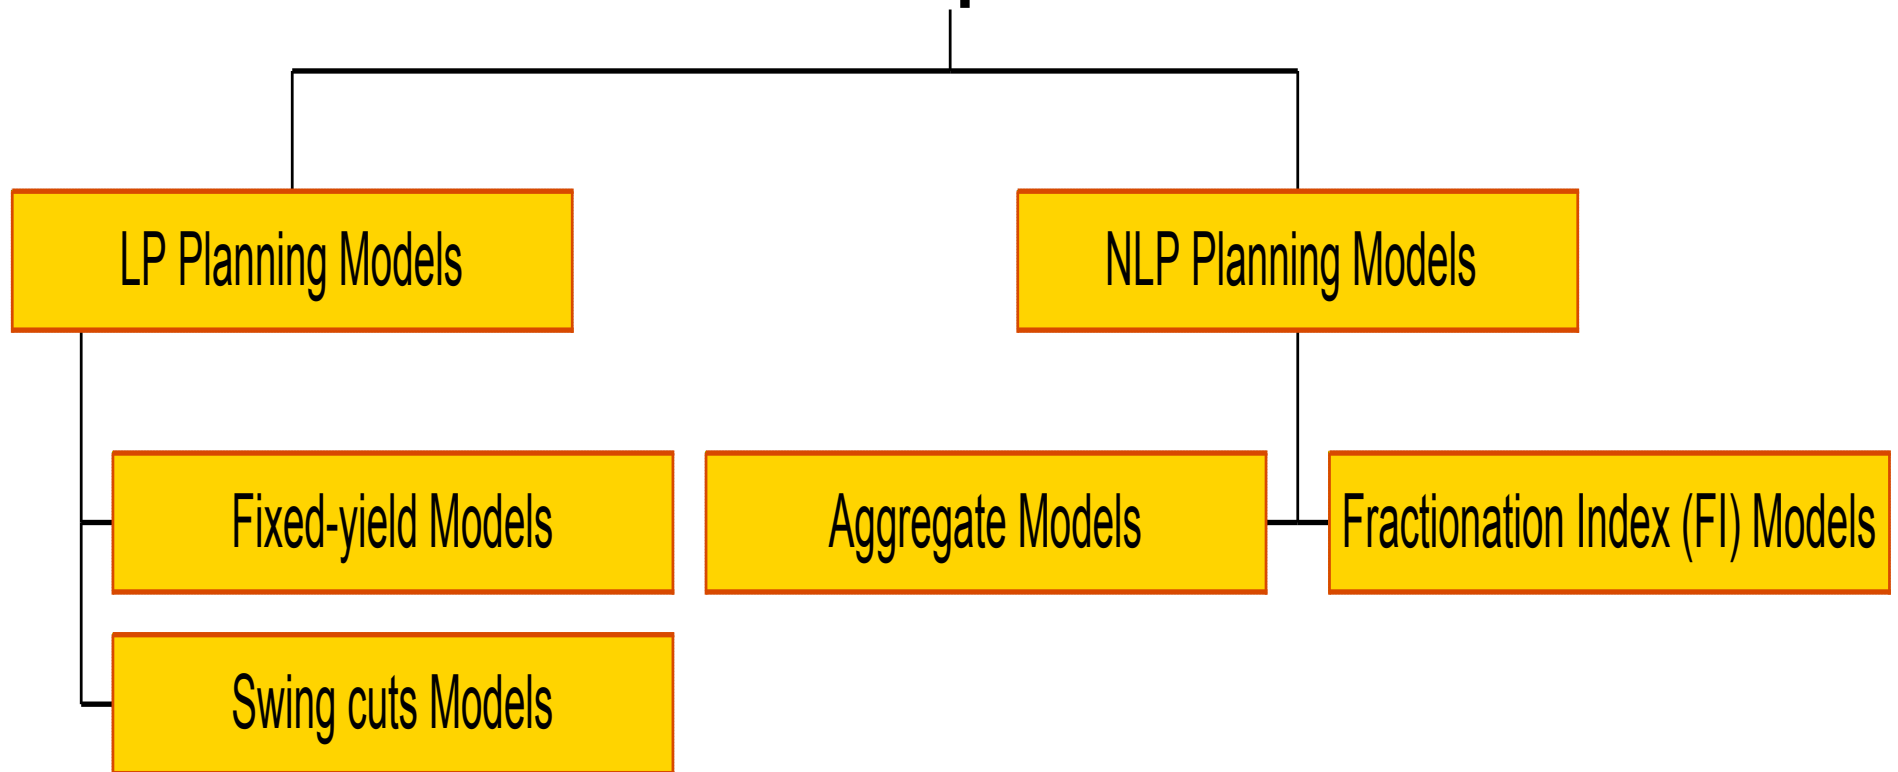 LP Planning Models
NLP Planning Models
Fixed-yield Models
Aggregate Models
Fractionation Index (FI) Models
Swing cuts Models